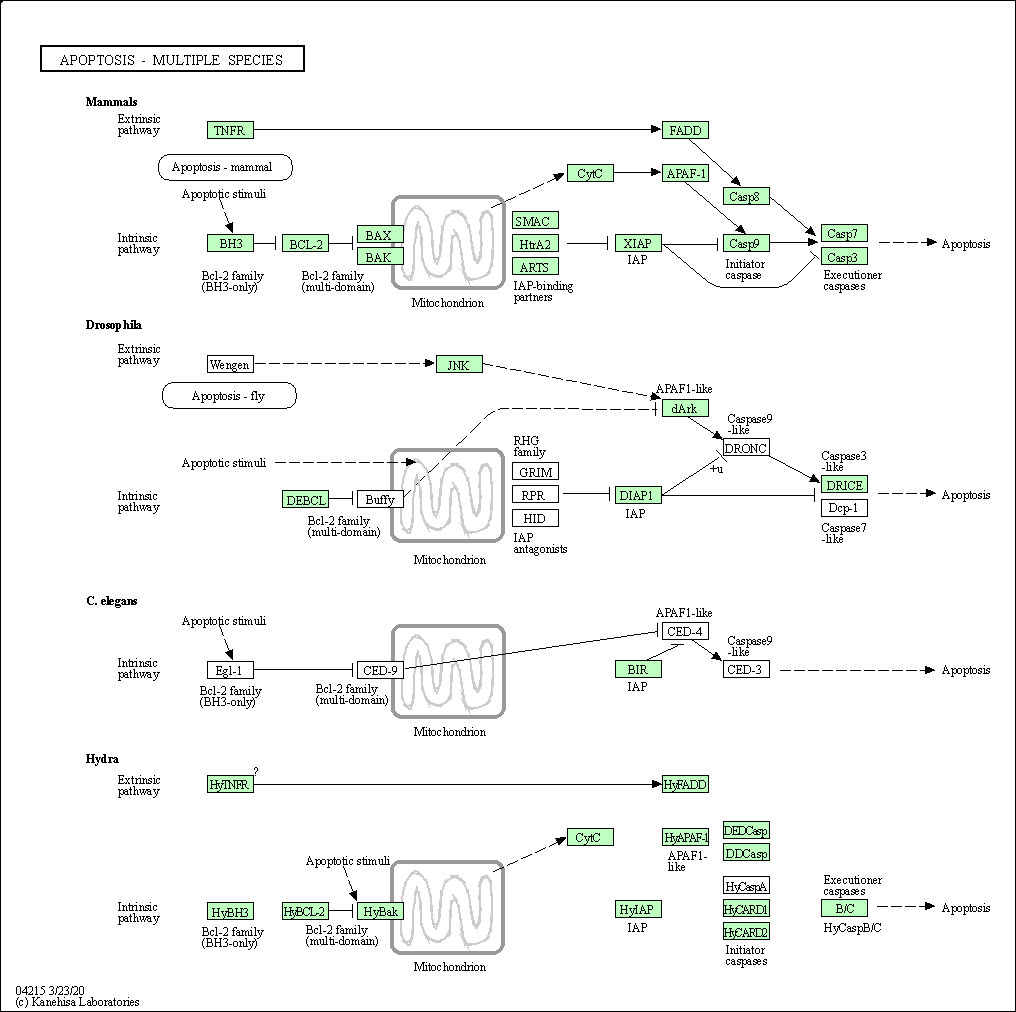 APOPTOSIS - MULTIPLE SPECIES
Mammals
Extrinsic
pathway
TNFR
FADD
Apoptosis - mammal
CytC
APAF-1
Apoptotic stimuli
Casp8
Intrinsic
pathway
BH3
BCL-2
BAX
BAK
SMAC
HtrA2
ARTS
XIAP
IAP
Casp9
Initiator
caspase
Casp7
Casp3
Executioner
caspases
Apoptosis
Bcl-2 family
(BH3-only)
Bcl-2 family
(multi-domain)
Mitochondrion
IAP-binding
partners
Drosophila
Extrinsic
pathway
Wengen
JNK
Apoptosis - fly
APAF1-like
dArk
Caspase9
-like
DRONC
+u
RHG
family
GRIM
RPR
HID
IAP
antagonists
Apoptotic stimuli
Intrinsic
pathway
DEBCL
Buffy
Bcl-2 family
(multi-domain)
Mitochondrion
DIAP1
IAP
Caspase3
-like
DRICE
Dcp-1
Caspase7
-like
Apoptosis
C. elegans
Apoptotic stimuli
APAF1-like
CED-4
Caspase9
-like
CED-3
Intrinsic
pathway
Egl-1
CED-9
BIR
IAP
Apoptosis
Bcl-2 family
(BH3-only)
Bcl-2 family
(multi-domain)
Mitochondrion
Hydra
Extrinsic
pathway
HyTNFR
?
HyFADD
CytC
HyAPAF-1
APAF1-
like
DEDCasp
DDCasp
HyCaspA
HyCARD1
HyCARD2
Initiator
caspases
Apoptotic stimuli
Intrinsic
pathway
HyBH3
HyBCL-2
HyBak
HyIAP
IAP
Executioner
caspases
B/C
HyCaspB/C
Apoptosis
Bcl-2 family
(BH3-only)
Bcl-2 family
(multi-domain)
Mitochondrion
04215 3/23/20
(c) Kanehisa Laboratories